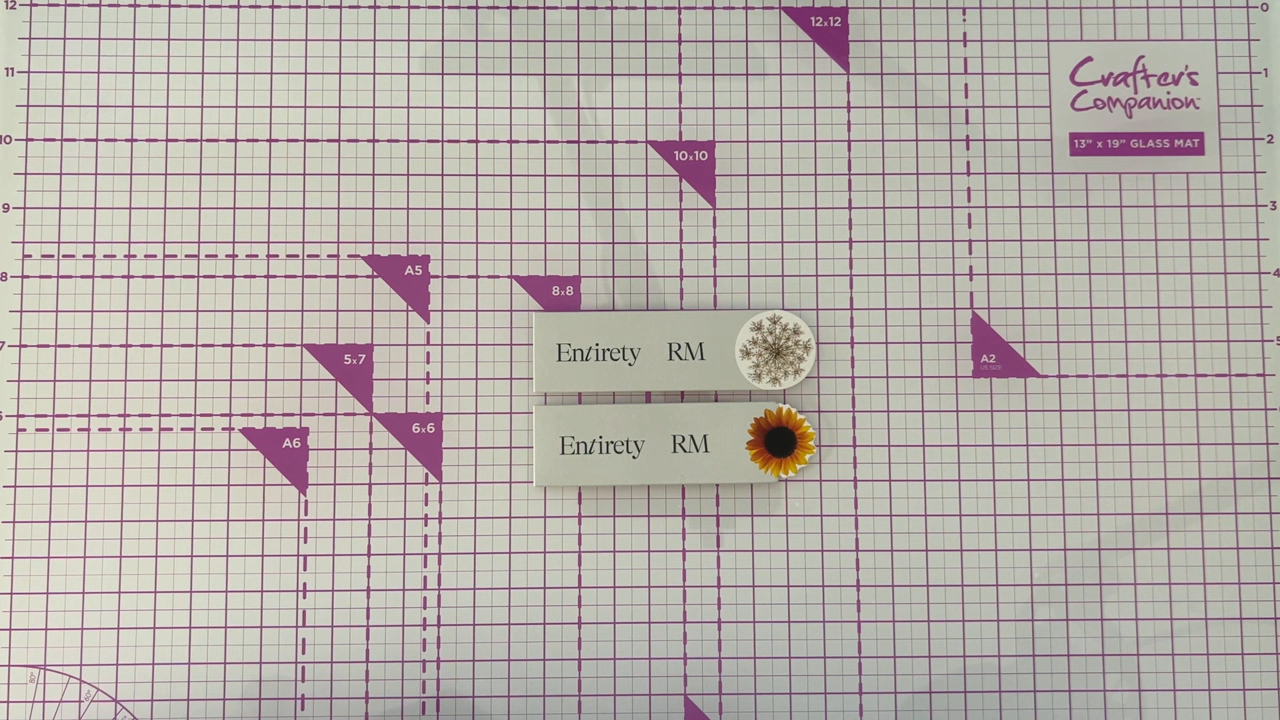 12
12x12
0
11
1
Crafter's
Companion
13" x 19" GLASS MAT
10
10x10
2
9
3
8
A5
8x8
4
7
5x7
Entirety RM
5
A2
US SIZE
6x6
A6
Entirety RM
60°